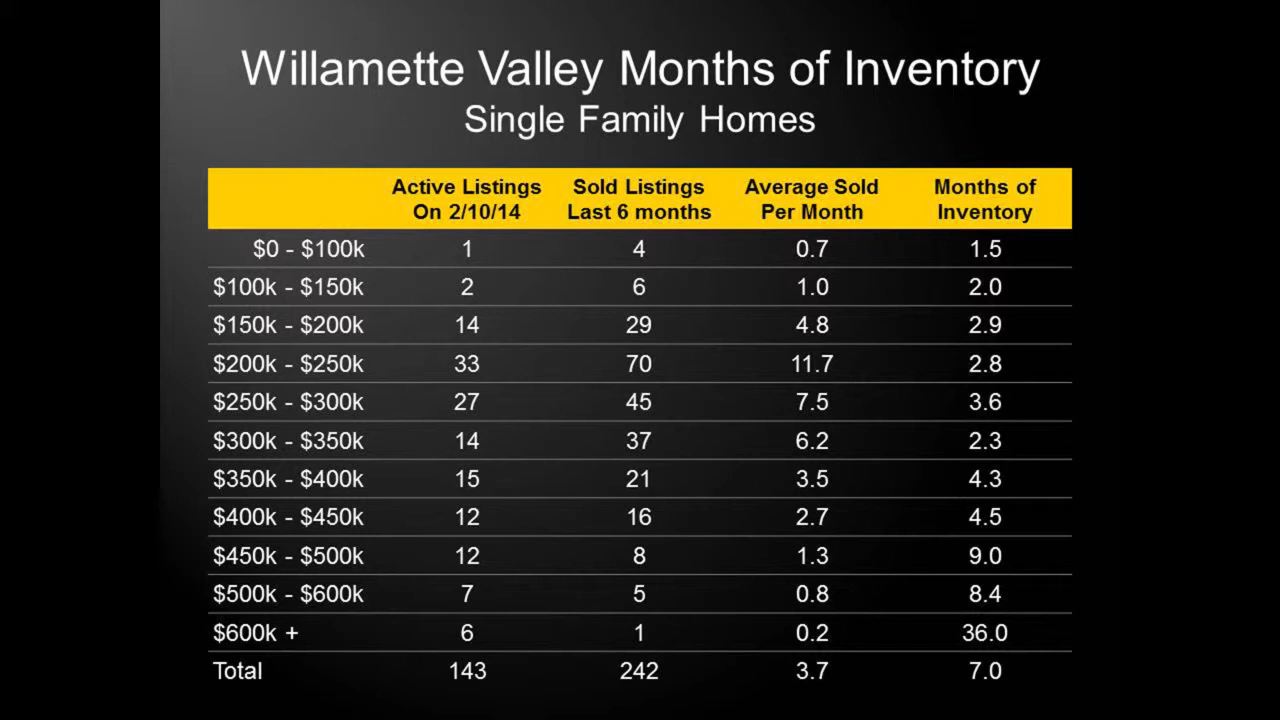 Willamette Valley Months of Inventory
Single Family Homes
Active Listings On 2/10/14 Sold Listings Last 6 months Average Sold Per Month Months of Inventory
$0 - $100k 1 4 0.7 1.5
$100k - $150k 2 6 1.0 2.0
$150k - $200k 14 29 4.8 2.9
$200k - $250k 33 70 11.7 2.8
$250k - $300k 27 45 7.5 3.6
$300k - $350k 14 37 6.2 2.3
$350k - $400k 15 21 3.5 4.3
$400k - $450k 12 16 2.7 4.5
$450k - $500k 12 8 1.3 9.0
$500k - $600k 7 5 0.8 8.4
$600k + 6 1 0.2 36.0
Total 143 242 3.7 7.0